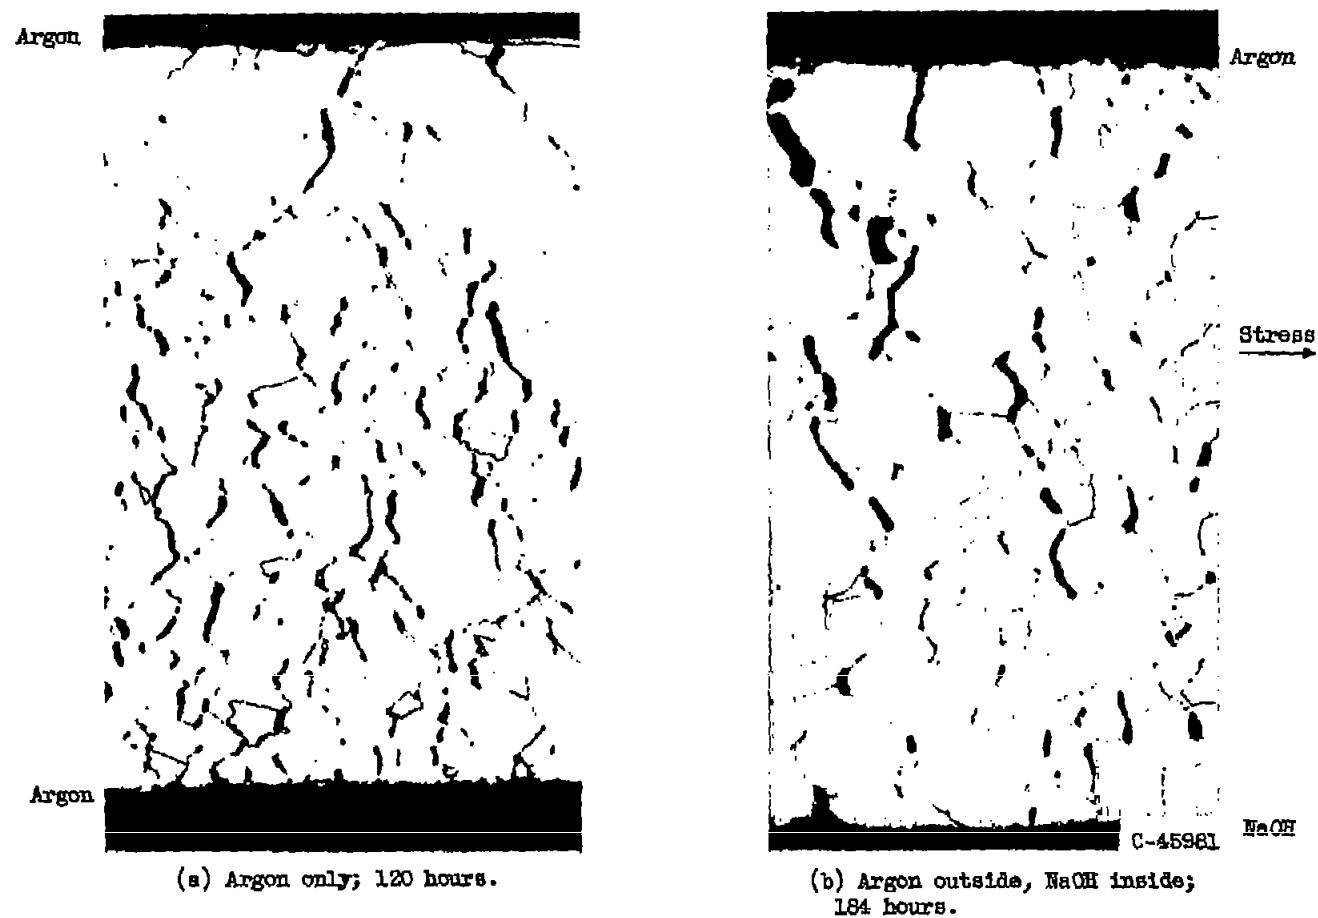 Argon
Argon
Stress
Argon
NaOH
C-45981
(a) Argon only; 120 hours.
(b) Argon outside, NaOH inside;
184 hours.